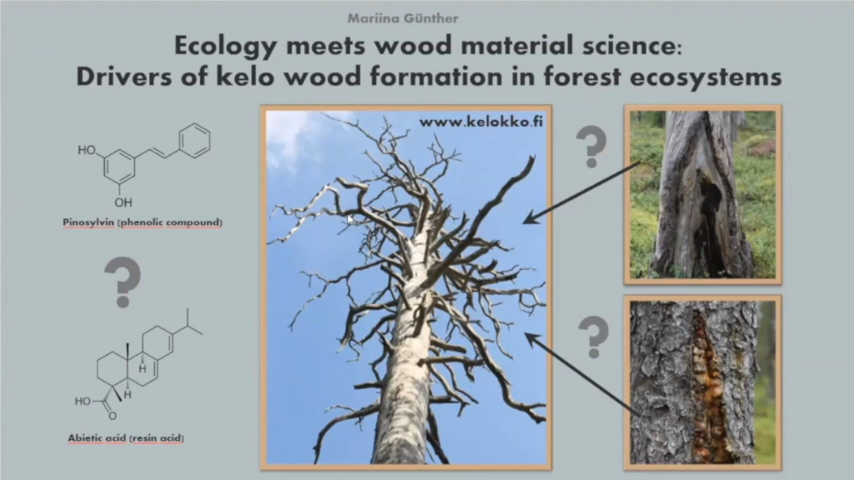 Mariina Günther
Ecology meets wood material science:
Drivers of kelo wood formation in forest ecosystems
www.kelokko.fi
?
HO
OH
Pinosylvin (phenolic compound)
?
?
H
H
HO
O
Abietic acid (resin acid)